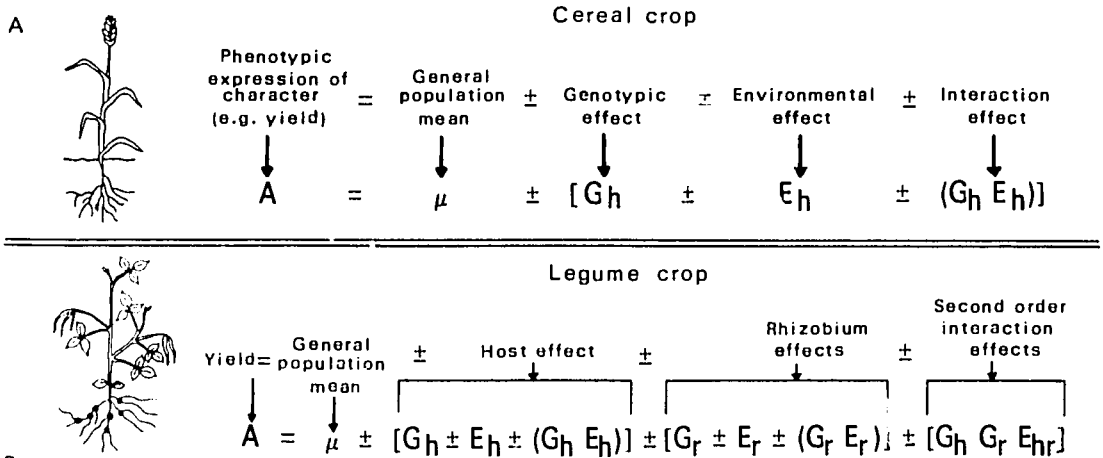 A
Cereal crop
Phenotypic expression of character (e.g. yield) = General population mean ± Genotypic effect ± Environmental effect ± Interaction effect
A = μ ± [Gh ± Eh ± (Gh Eh)]
Legume crop
Yield = General population mean ± Host effect ± Rhizobium effects ± Second order interaction effects
A = μ ± [Gh ± Eh ± (Gh Eh)] ± [Gr ± Er ± (Gr Er)] ± [Gh Gr Ehr]